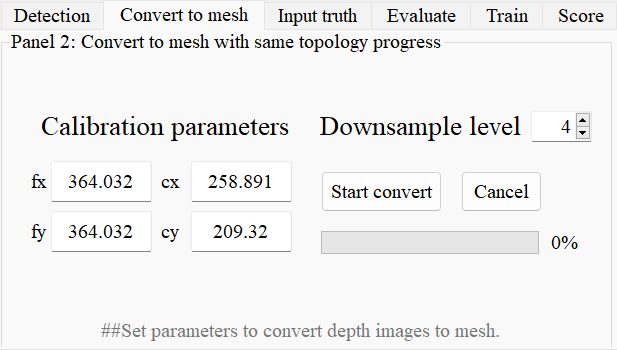 Detection Convert to mesh Input truth Evaluate Train Score
Panel 2: Convert to mesh with same topology progress
Calibration parameters Downsample level 4
fx 364.032 cx 258.891 Start convert Cancel
fy 364.032 cy 209.32 0%
##Set parameters to convert depth images to mesh.